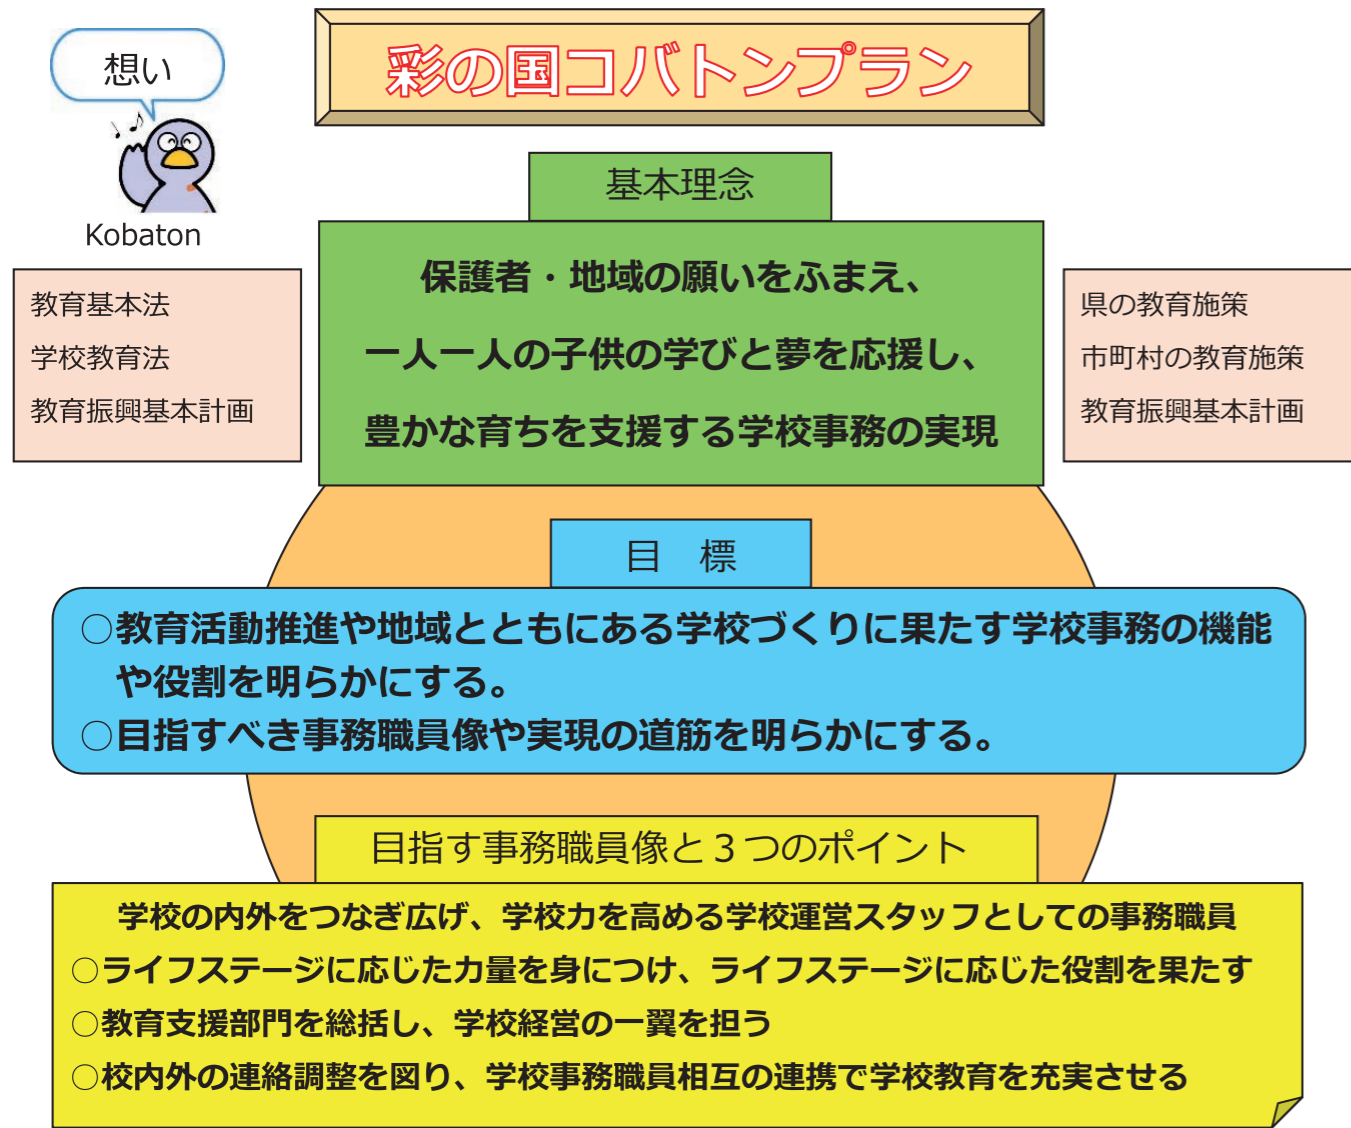 想い
彩の国コバトンプラン
Kobaton
基本理念
保護者・地域の願いをふまえ、
一人一人の子供の学びと夢を応援し、
豊かな育ちを支援する学校事務の実現
教育基本法
学校教育法
教育振興基本計画
県の教育施策
市町村の教育施策
教育振興基本計画
目　標
○教育活動推進や地域とともにある学校づくりに果たす学校事務の機能
や役割を明らかにする。
○目指すべき事務職員像や実現の道筋を明らかにする。
目指す事務職員像と３つのポイント
学校の内外をつなぎ広げ、学校力を高める学校運営スタッフとしての事務職員
○ライフステージに応じた力量を身につけ、ライフステージに応じた役割を果たす
○教育支援部門を総括し、学校経営の一翼を担う
○校内外の連絡調整を図り、学校事務職員相互の連携で学校教育を充実させる